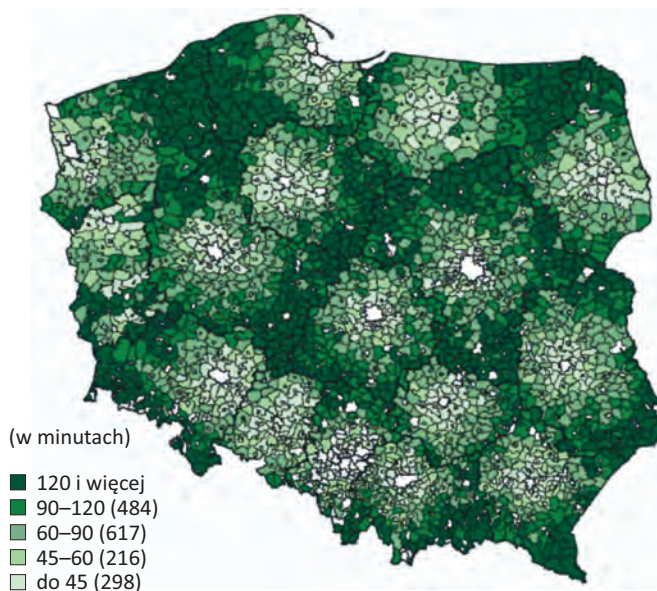 (w minutach)
120 i więcej
90–120 (484)
60–90 (617)
45–60 (216)
do 45 (298)